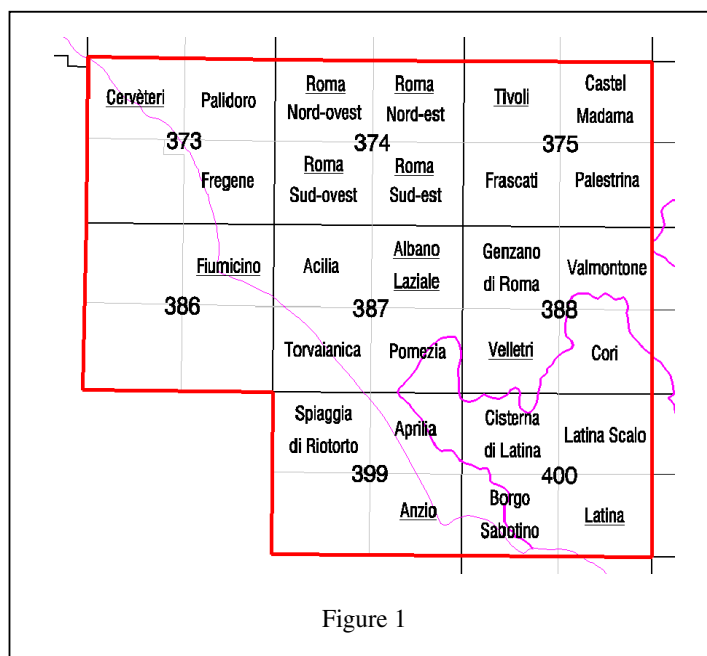 Cervèteri Palidoro Roma Nord-ovest Roma Nord-est Tivoli Castel Madama
373 374 375
Fregene Roma Sud-ovest Roma Sud-est Frascati Palestrina
Fiumicino Acilia Albano Laziale Genzano di Roma Valmontone
386 387 388
Torvaianica Pomezia Velletri Cori
Spiaggia di Riotorto Aprilia Cisterna di Latina Latina Scalo
399 400
Anzio Borgo Sabotino Latina
Figure 1